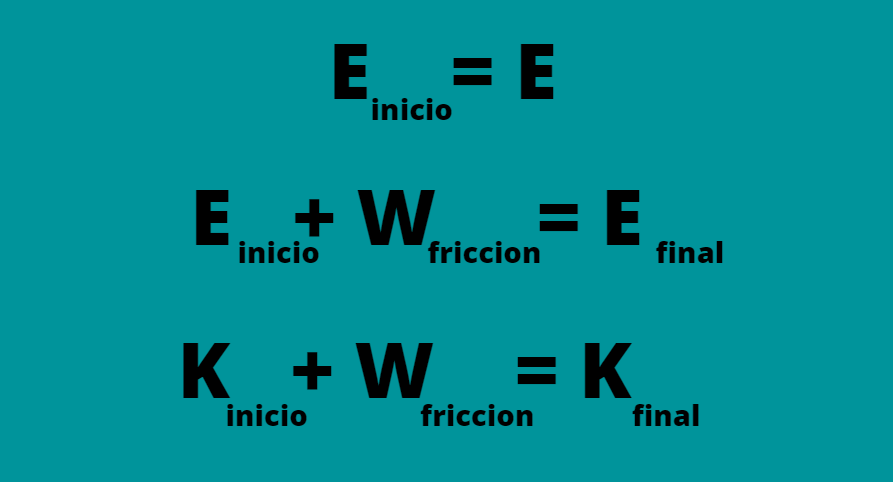 E inicio = E
E inicio + W friccion = E final
K inicio + W friccion = K final